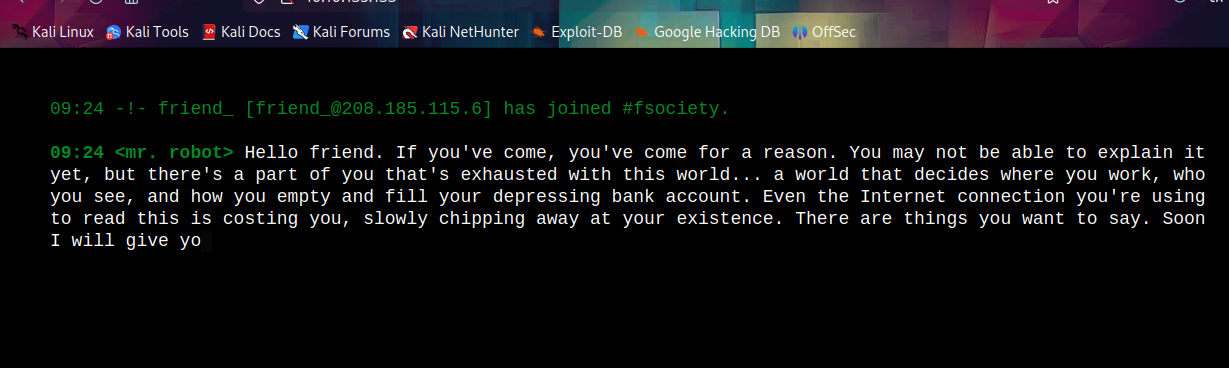 Kali Linux Kali Tools Kali Docs Kali Forums Kali NetHunter Exploit-DB Google Hacking DB OffSec
09:24 -!- friend_ [friend_@208.185.115.6] has joined #fsociety.
09:24 <mr. robot> Hello friend. If you've come, you've come for a reason. You may not be able to explain it
yet, but there's a part of you that's exhausted with this world... a world that decides where you work, who
you see, and how you empty and fill your depressing bank account. Even the Internet connection you're using
to read this is costing you, slowly chipping away at your existence. There are things you want to say. Soon
I will give yo